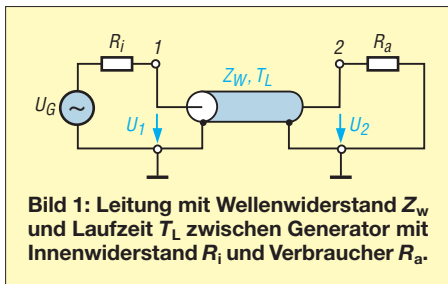 Ri 1 2 Ra
ZW, TL
UG
U1 U2
Bild 1: Leitung mit Wellenwiderstand Zw
und Laufzeit TL zwischen Generator mit
Innenwiderstand Ri und Verbraucher Ra.